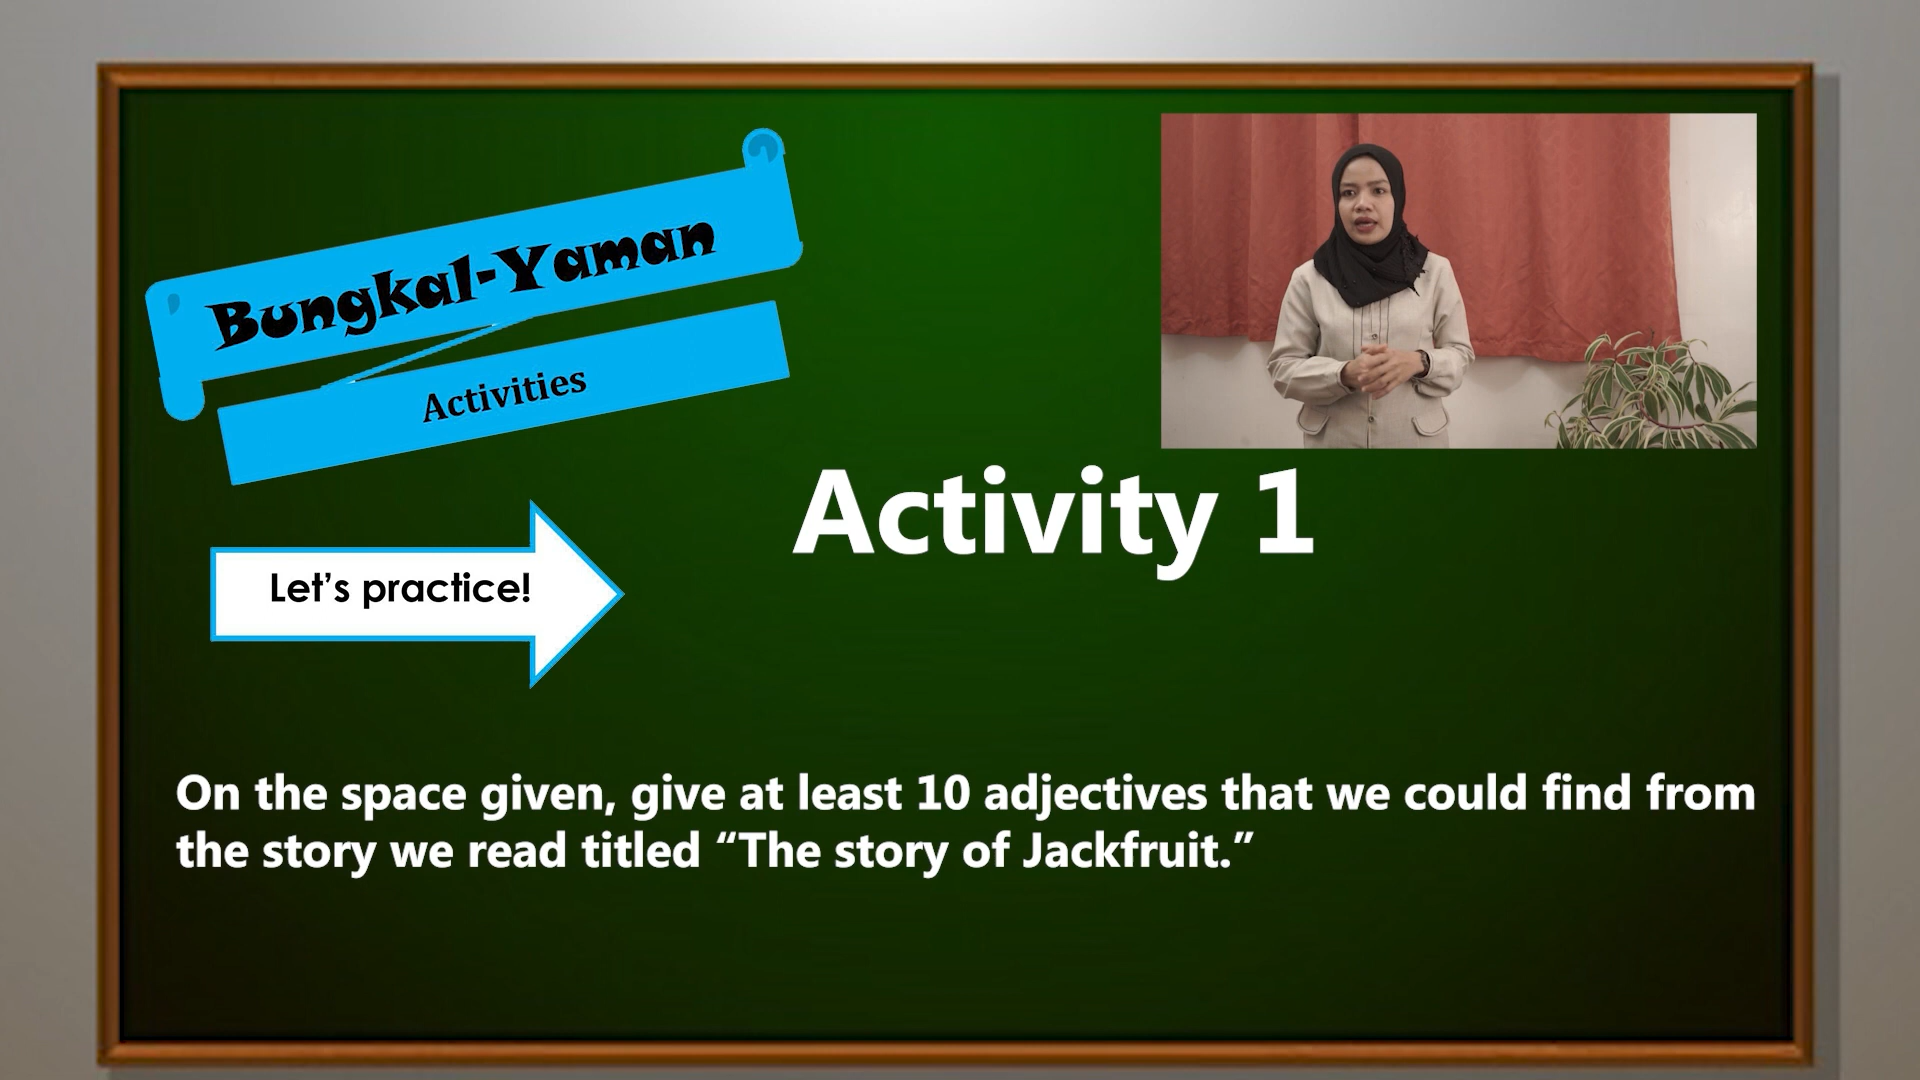 Bungkal-Yaman
Activities
Activity 1
Let's practice!
On the space given, give at least 10 adjectives that we could find from
the story we read titled “The story of Jackfruit.”